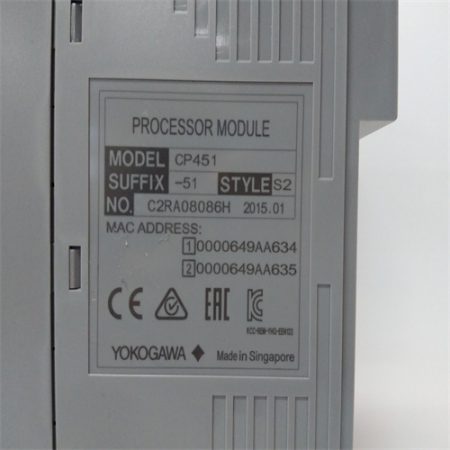 PROCESSOR MODULE
MODEL CP451
SUFFIX -51 STYLE S2
NO. C2RA08086H 2015.01
MAC ADDRESS:
1 0000649AA634
2 0000649AA635
CE EAC
YOKOGAWA Made in Singapore